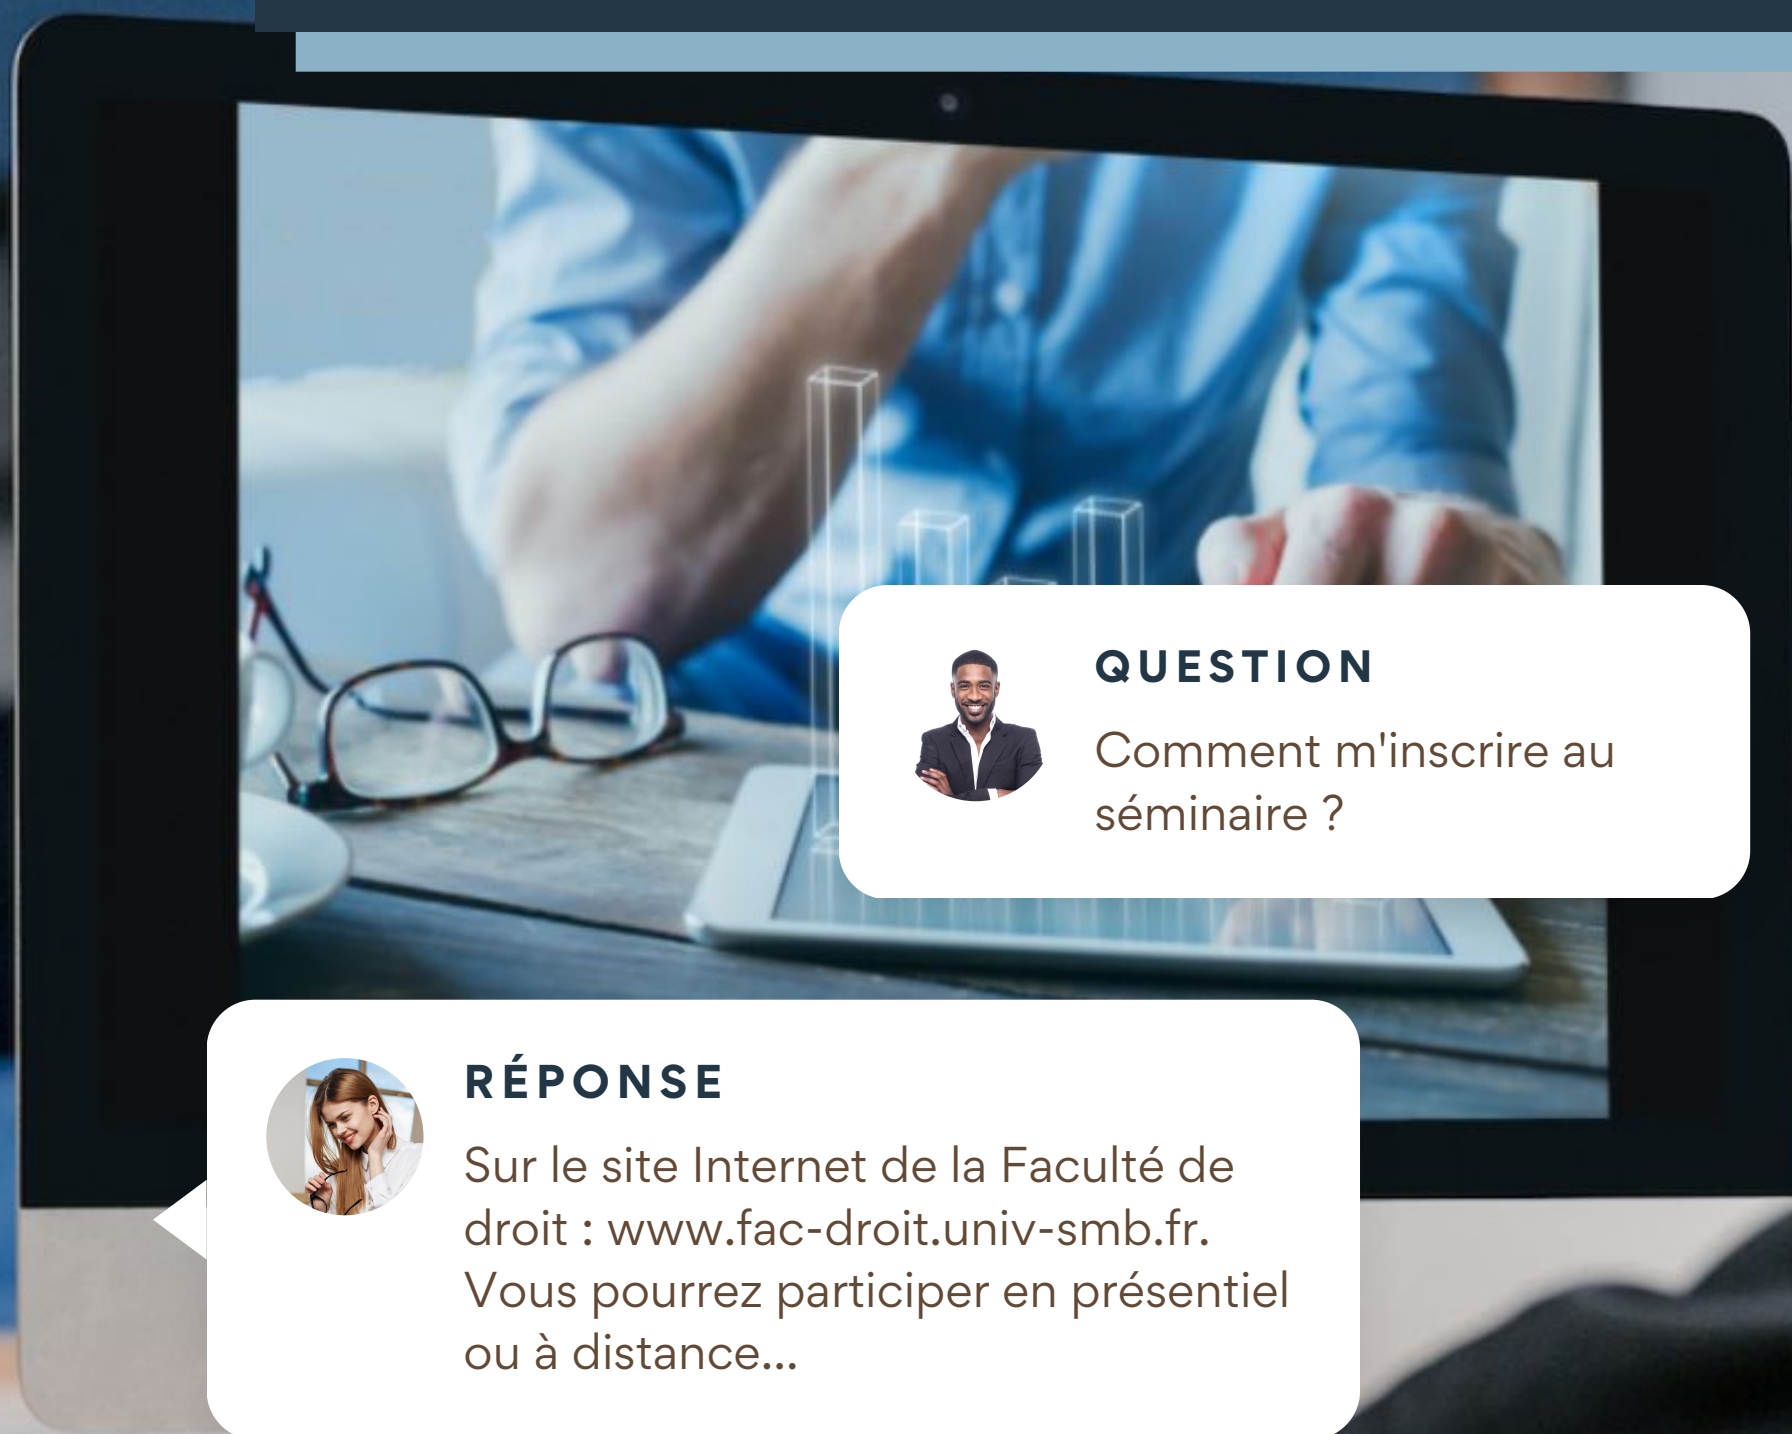 QUESTION
Comment m'inscrire au
séminaire ?
RÉPONSE
Sur le site Internet de la Faculté de
droit : www.fac-droit.univ-smb.fr.
Vous pourrez participer en présentiel
ou à distance...